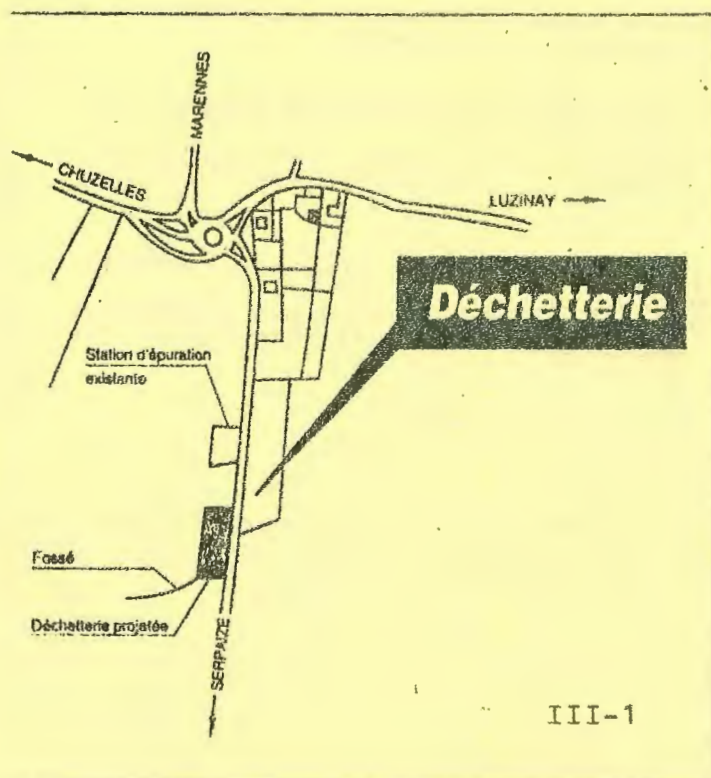 MARENNES
CHUZELLES
LUZINAY
Déchetterie
Station d'épuration
existante
Fossé
Déchetterie projetée
SERPAIZE
III-1